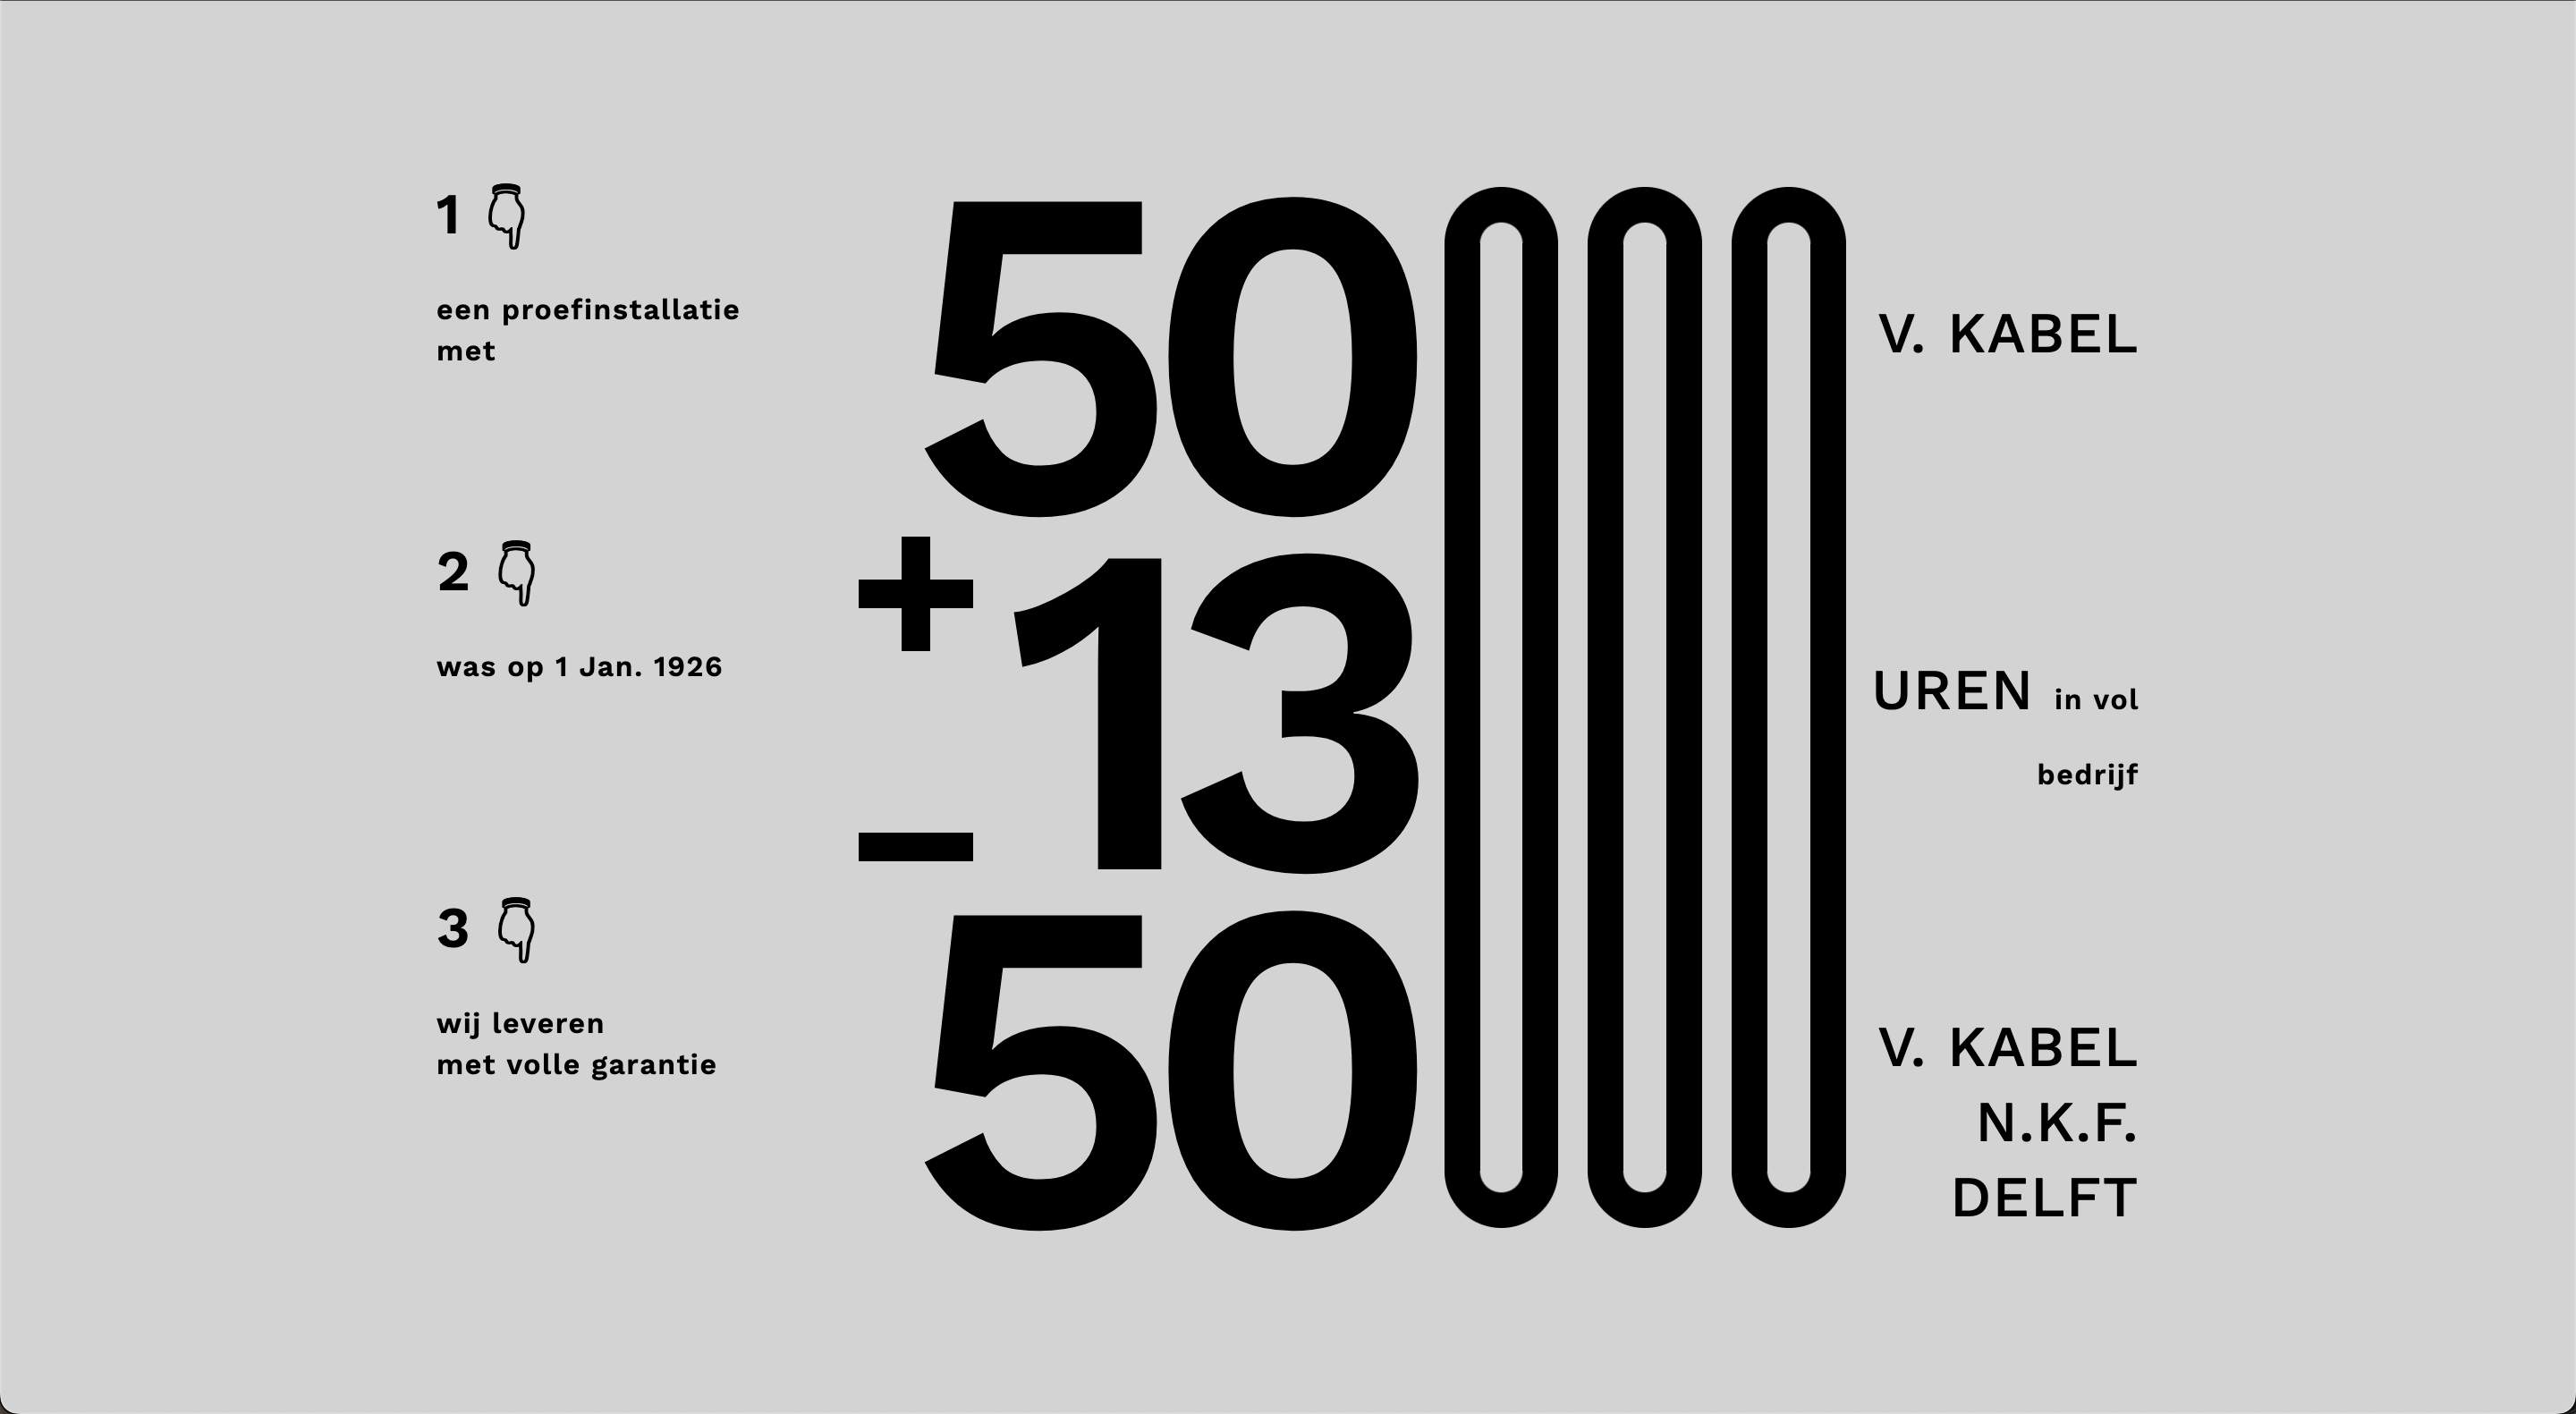 1 👇
een proefinstallatie
met
50000
V. KABEL
2 👇
was op 1 Jan. 1926
+
–
13000
UREN in vol
bedrijf
3 👇
wij leveren
met volle garantie
50000
V. KABEL
N.K.F.
DELFT